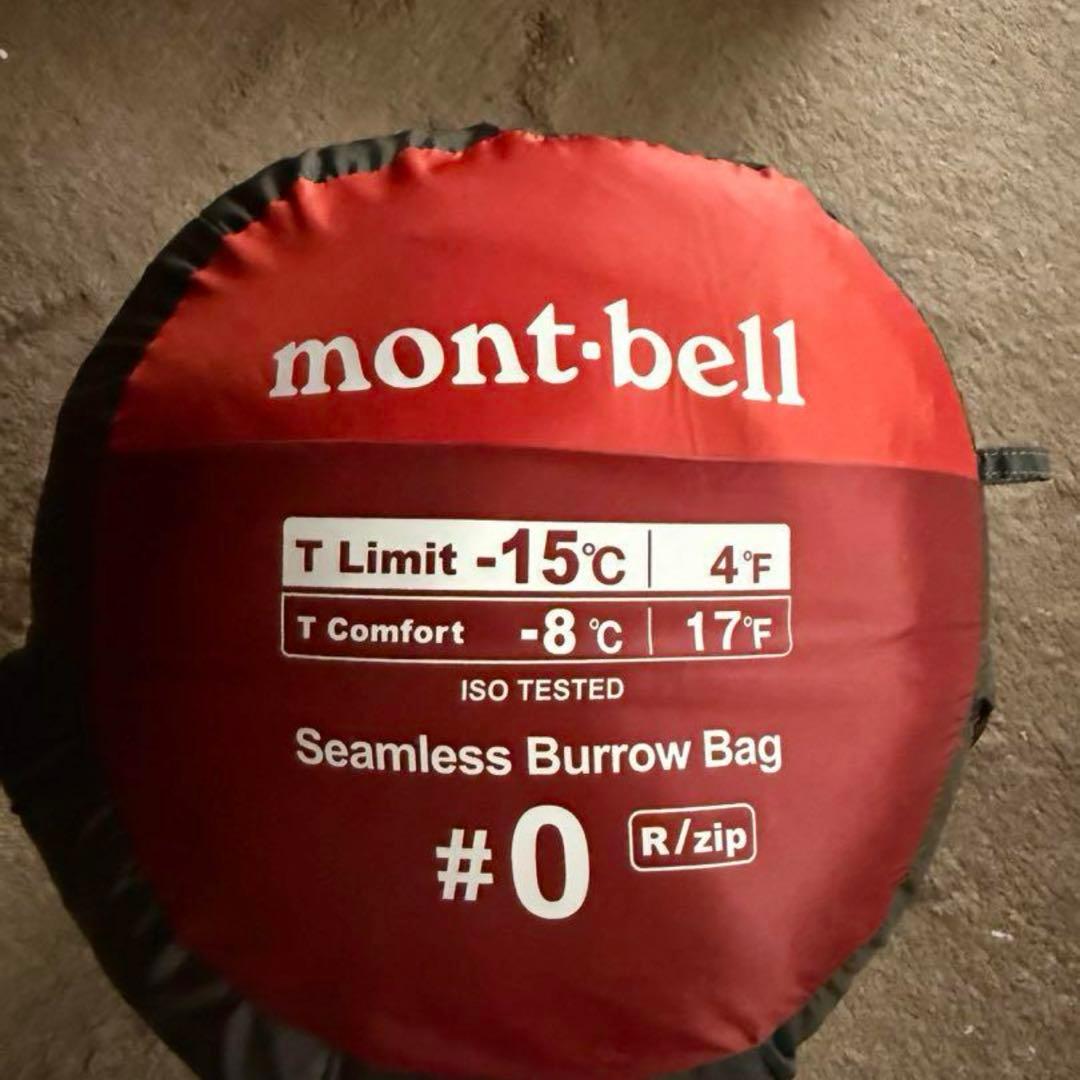 mont·bell
T Limit -15℃ | 4℉
T Comfort -8℃ | 17℉
ISO TESTED
Seamless Burrow Bag
#0 R/zip